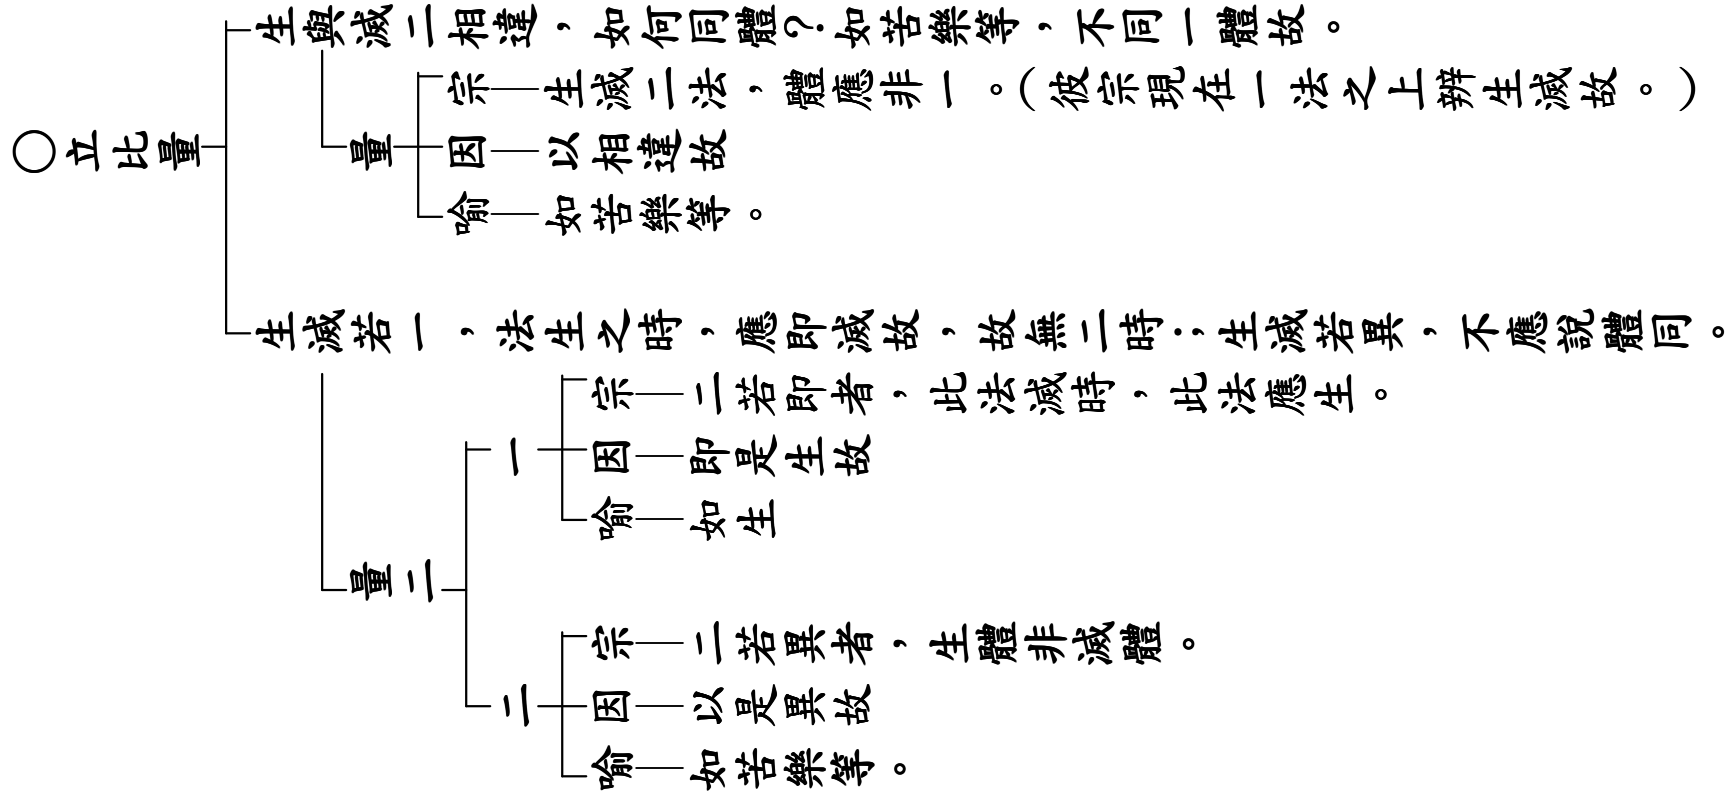 ○立比量
生與滅二相違，如何同體？如苦樂等，不同一體故。
量
宗—生滅二法，體應非一。（彼宗現在一法之上辨生滅故。）
因—以相違故
喻—如苦樂等。
生滅若一，法生之時，應即滅故，故無二時；生滅若異，不應說體同。
量二
一
宗—二若即者，比法滅時，比法應生。
因—即是生故
喻—如生
二
宗—二若異者，生體非滅體。
因—以是異故
喻—如苦樂等。